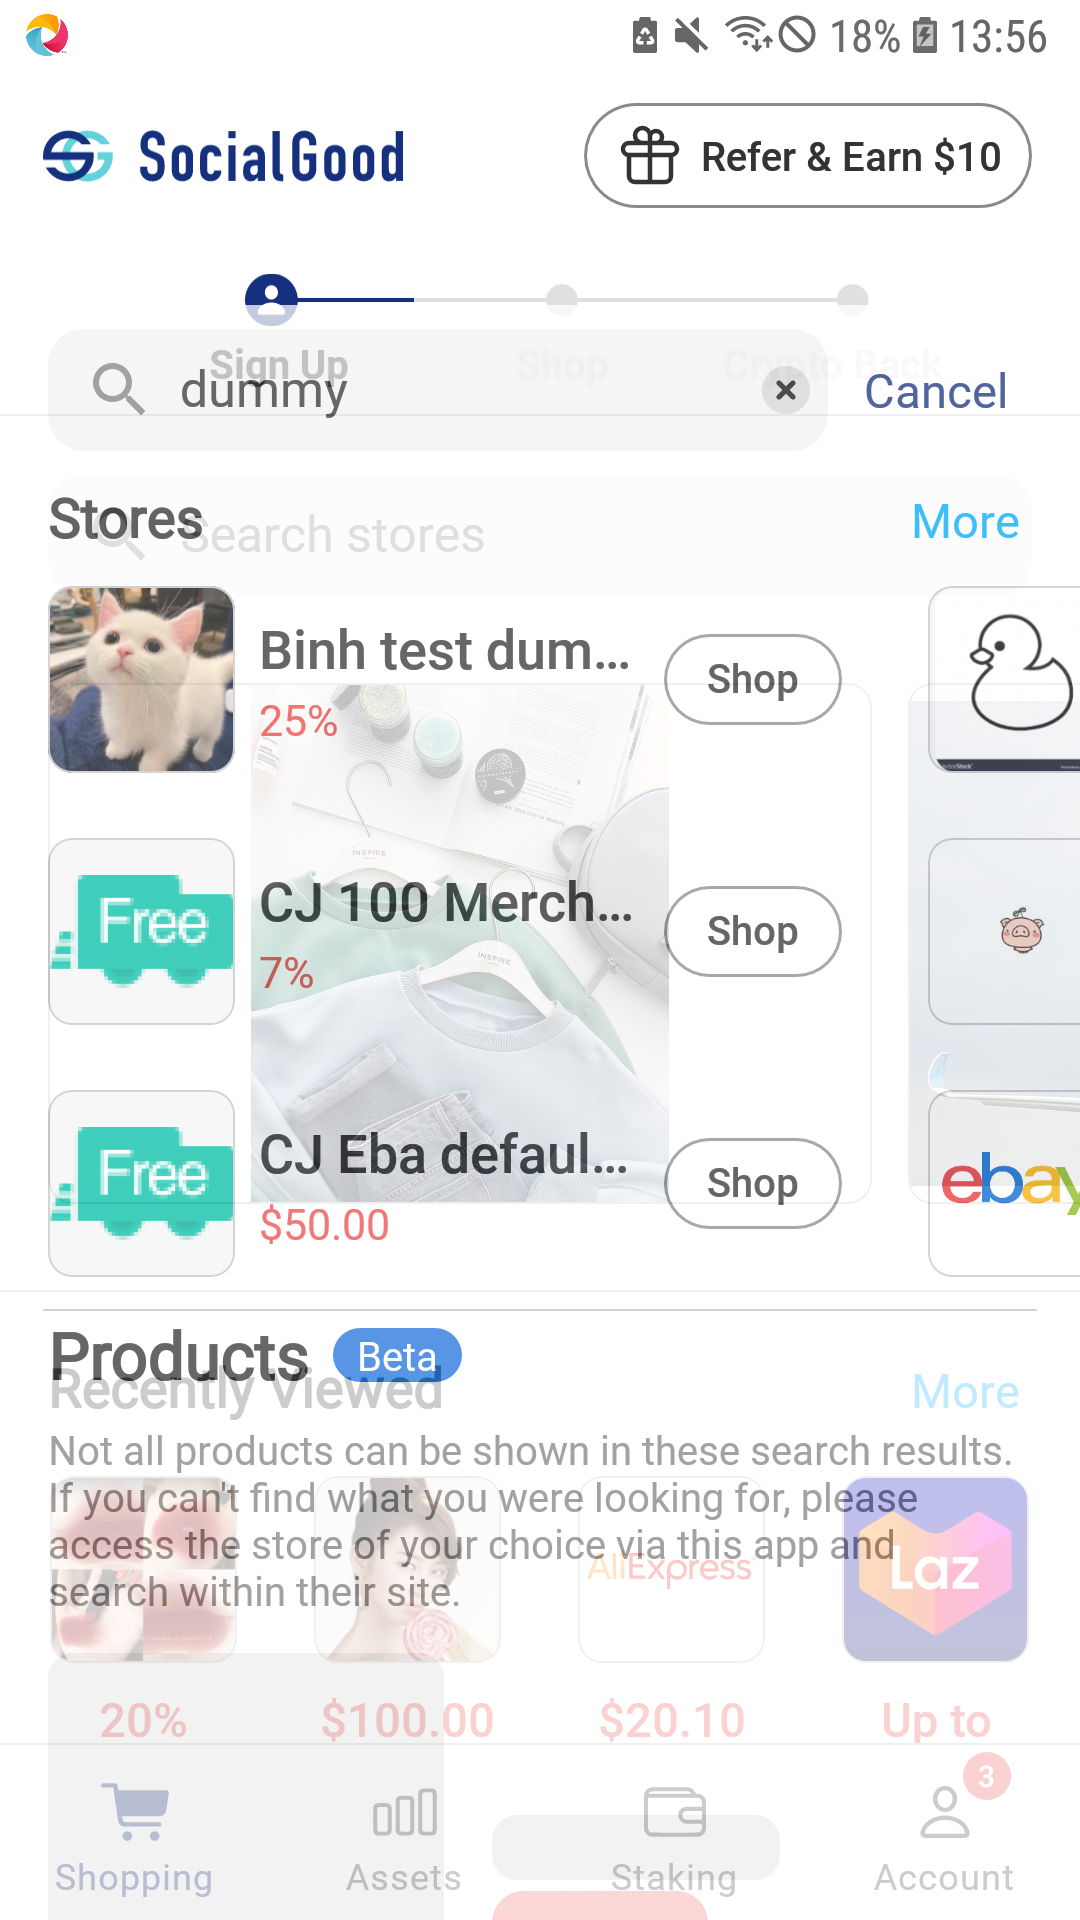 18% 13:56
SocialGood
Refer & Earn $10
Sign Up
Shop
Crypto Back
dummy
Cancel
Stores
Search stores
More
Binh test dum...
25%
Shop
INSPIRE
CJ 100 Merch...
7%
Shop
Free
INSPIRE
CJ Eba defaul...
$50.00
Shop
Free
ebay
Products
Beta
Recently Viewed
More
Not all products can be shown in these search results.
If you can't find what you were looking for, please
access the store of your choice via this app and
search within their site.
AliExpress
Laz
20%
$100.00
$20.10
Up to
3
Shopping
Assets
Staking
Account